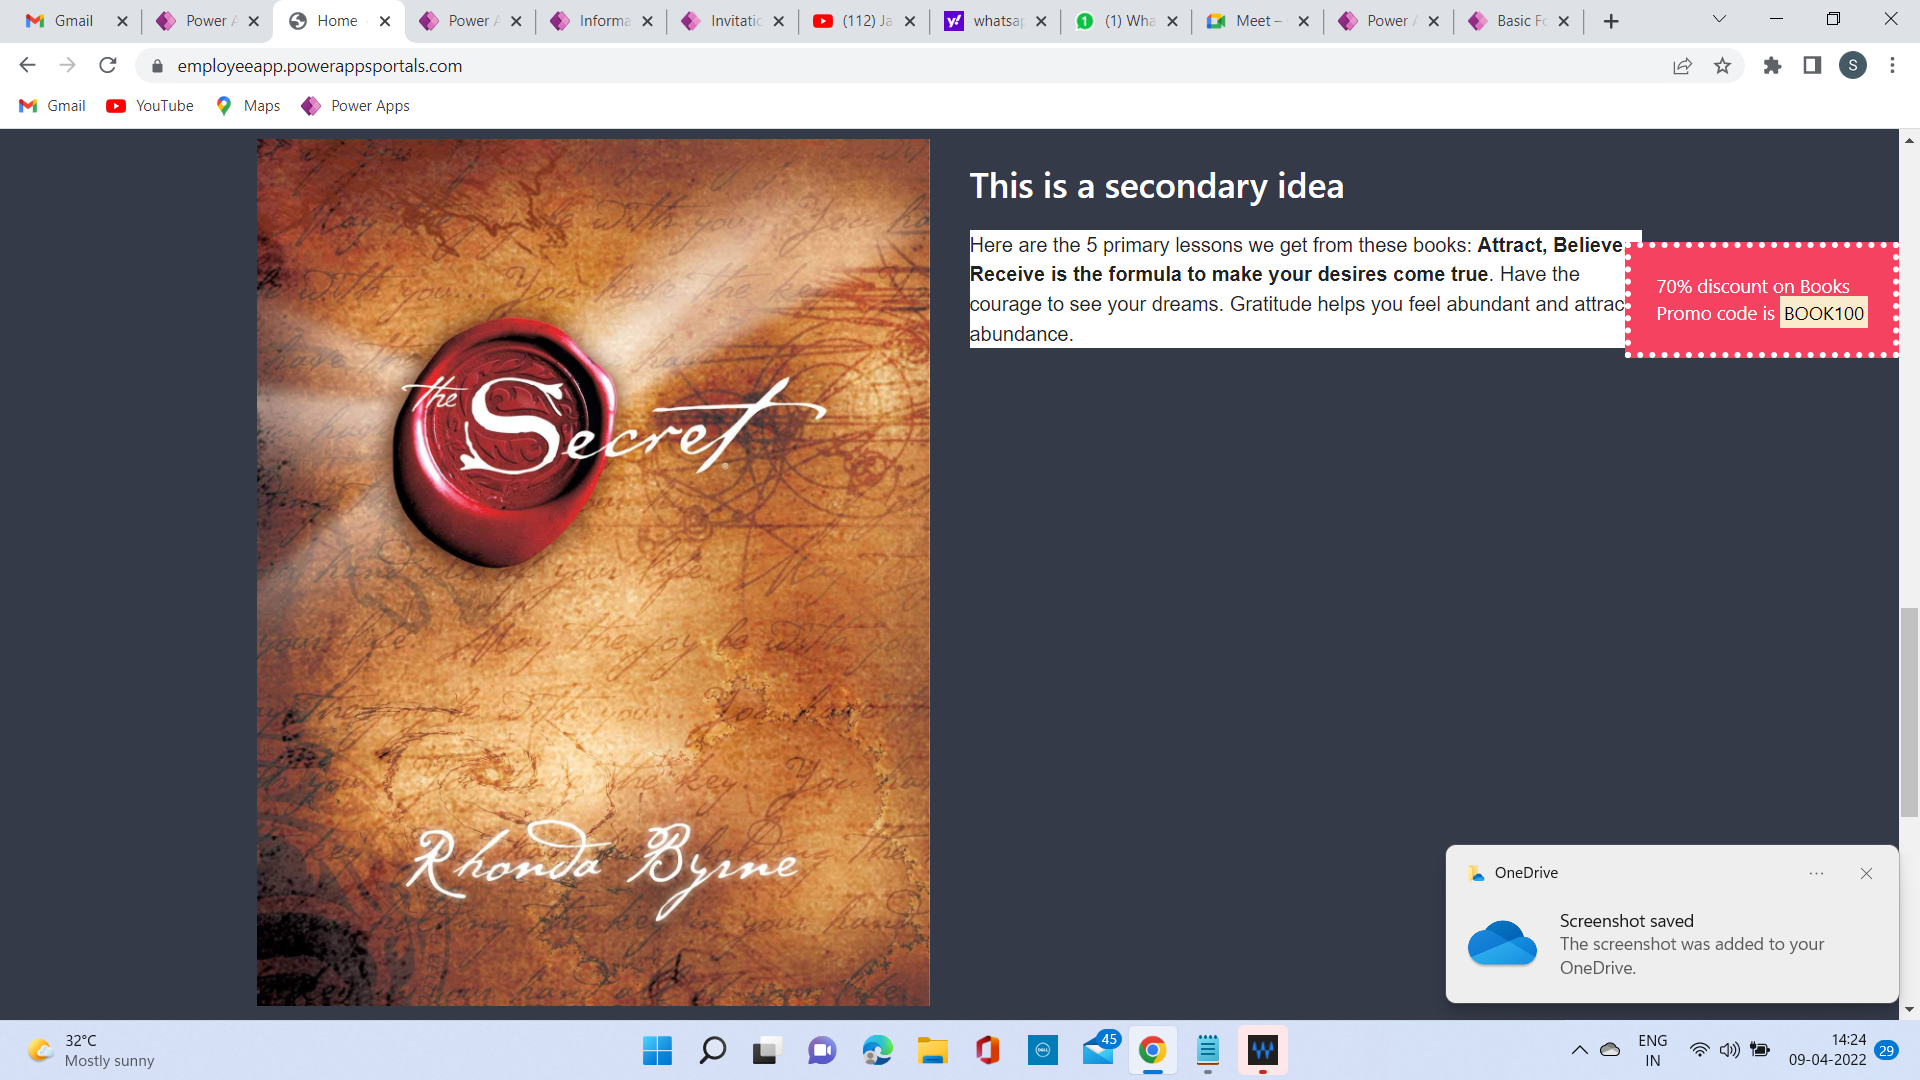 Gmail
Power A
Home
Power A
Informa
Invitatio
(112) Ja
whatsap
(1) Wha
Meet –
Power A
Basic Fo
employeeapp.powerappsportals.com
S
Gmail
YouTube
Maps
Power Apps
the Secret
Rhonda Byrne
This is a secondary idea
Here are the 5 primary lessons we get from these books: Attract, Believe
Receive is the formula to make your desires come true. Have the
courage to see your dreams. Gratitude helps you feel abundant and attrac
abundance.
70% discount on Books
Promo code is BOOK100
OneDrive
Screenshot saved
The screenshot was added to your
OneDrive.
32°C
Mostly sunny
45
ENG
IN
14:24
09-04-2022
29